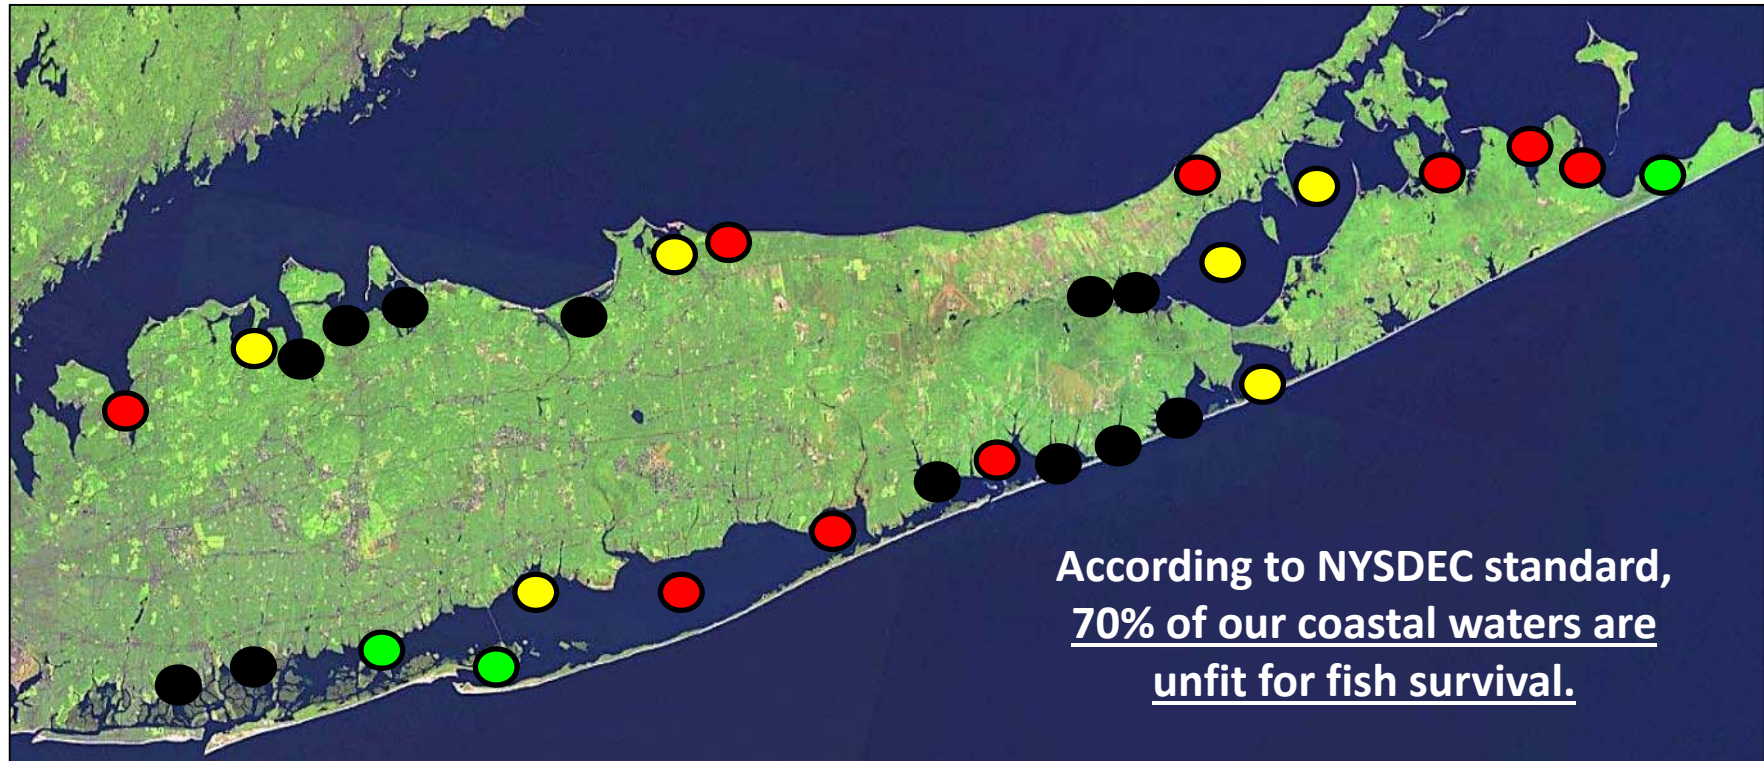 According to NYSDEC standard,
70% of our coastal waters are
unfit for fish survival.